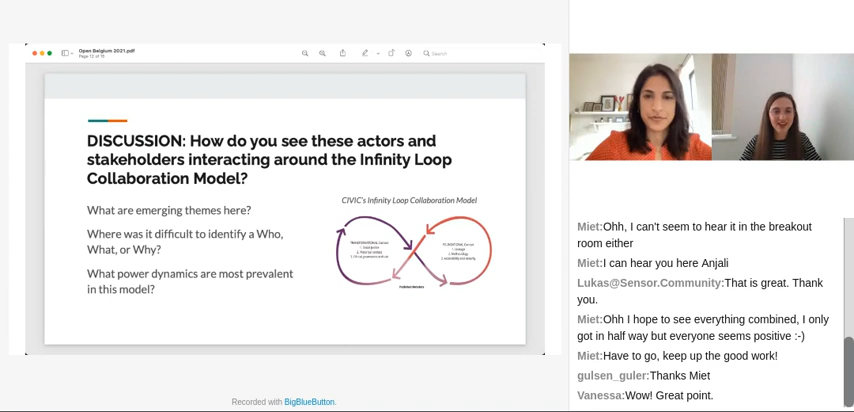 Open Belgium 2021.pdf
Search
DISCUSSION: How do you see these actors and
stakeholders interacting around the Infinity Loop
Collaboration Model?
CIVIC's Infinity Loop Collaboration Model
What are emerging themes here?
Where was it difficult to identify a Who,
What, or Why?
What power dynamics are most prevalent
in this model?
Recorded with BigBlueButton.
Miet:Ohh, I can't seem to hear it in the breakout
room either
Miet:I can hear you here Anjali
Lukas@Sensor.Community:That is great. Thank
you.
Miet:Ohh I hope to see everything combined, I only
got in half way but everyone seems positive :-)
Miet:Have to go, keep up the good work!
gulsen_guler:Thanks Miet
Vanessa:Wow! Great point.